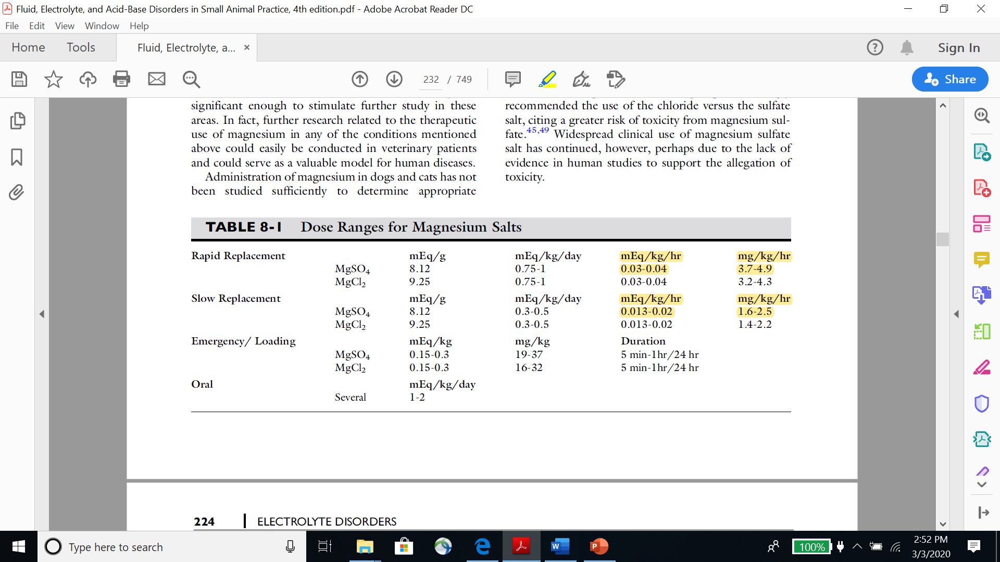 Fluid, Electrolyte, and Acid-Base Disorders in Small Animal Practice, 4th edition.pdf - Adobe Acrobat Reader DC
File Edit View Window Help
Home Tools Fluid, Electrolyte, a... × ? Sign In
232 / 749 Share
significant enough to stimulate further study in these
areas. In fact, further research related to the therapeutic
use of magnesium in any of the conditions mentioned
above could easily be conducted in veterinary patients
and could serve as a valuable model for human diseases.
Administration of magnesium in dogs and cats has not
been studied sufficiently to determine appropriate
recommended the use of the chloride versus the sulfate
salt, citing a greater risk of toxicity from magnesium sul-
fate.45,49 Widespread clinical use of magnesium sulfate
salt has continued, however, perhaps due to the lack of
evidence in human studies to support the allegation of
toxicity.
TABLE 8-1 Dose Ranges for Magnesium Salts
Rapid Replacement mEq/g mEq/kg/day mEq/kg/hr mg/kg/hr
MgSO4 8.12 0.75-1 0.03-0.04 3.7-4.9
MgCl2 9.25 0.75-1 0.03-0.04 3.2-4.3
Slow Replacement mEq/g mEq/kg/day mEq/kg/hr mg/kg/hr
MgSO4 8.12 0.3-0.5 0.013-0.02 1.6-2.5
MgCl2 9.25 0.3-0.5 0.013-0.02 1.4-2.2
Emergency/ Loading mEq/kg mg/kg Duration
MgSO4 0.15-0.3 19-37 5 min-1hr/24 hr
MgCl2 0.15-0.3 16-32 5 min-1hr/24 hr
Oral mEq/kg/day
Several 1-2
224 ELECTROLYTE DISORDERS
Type here to search
100%
2:52 PM
3/3/2020